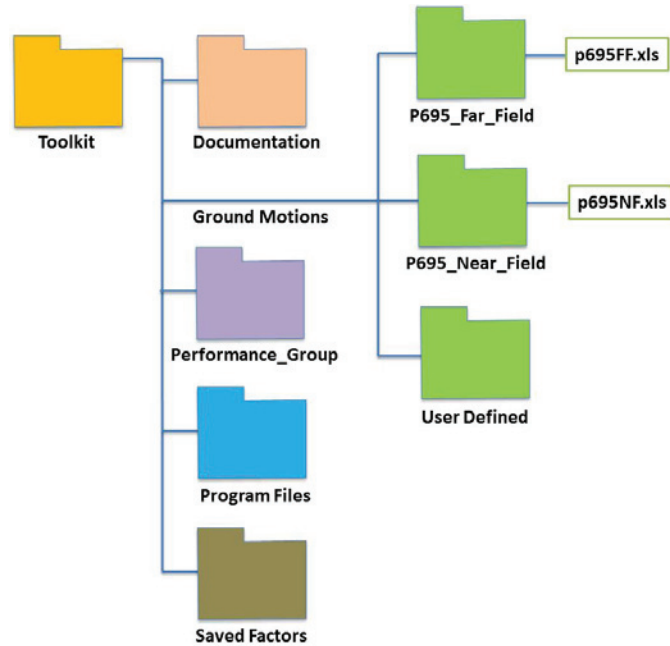 Toolkit
Documentation
Ground Motions
Performance_Group
Program Files
Saved Factors
P695_Far_Field
p695FF.xls
P695_Near_Field
p695NF.xls
User Defined